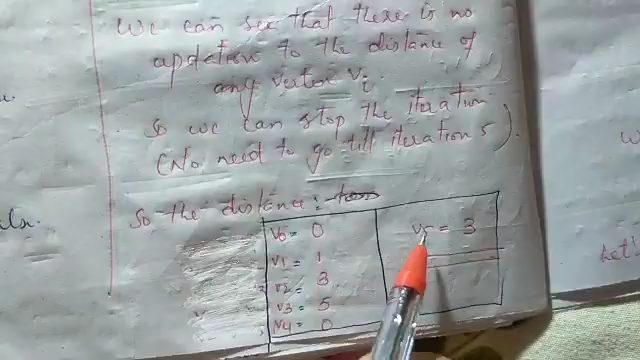 We can see that there is no
updation to the distance of
any vertex Vi
So we can stop the iteration
(No need to go till iteration 5).
So the distance:
V0 = 0
V1 = 1
V2 = 3
V3 = 5
V4 = 0
V5 = 3